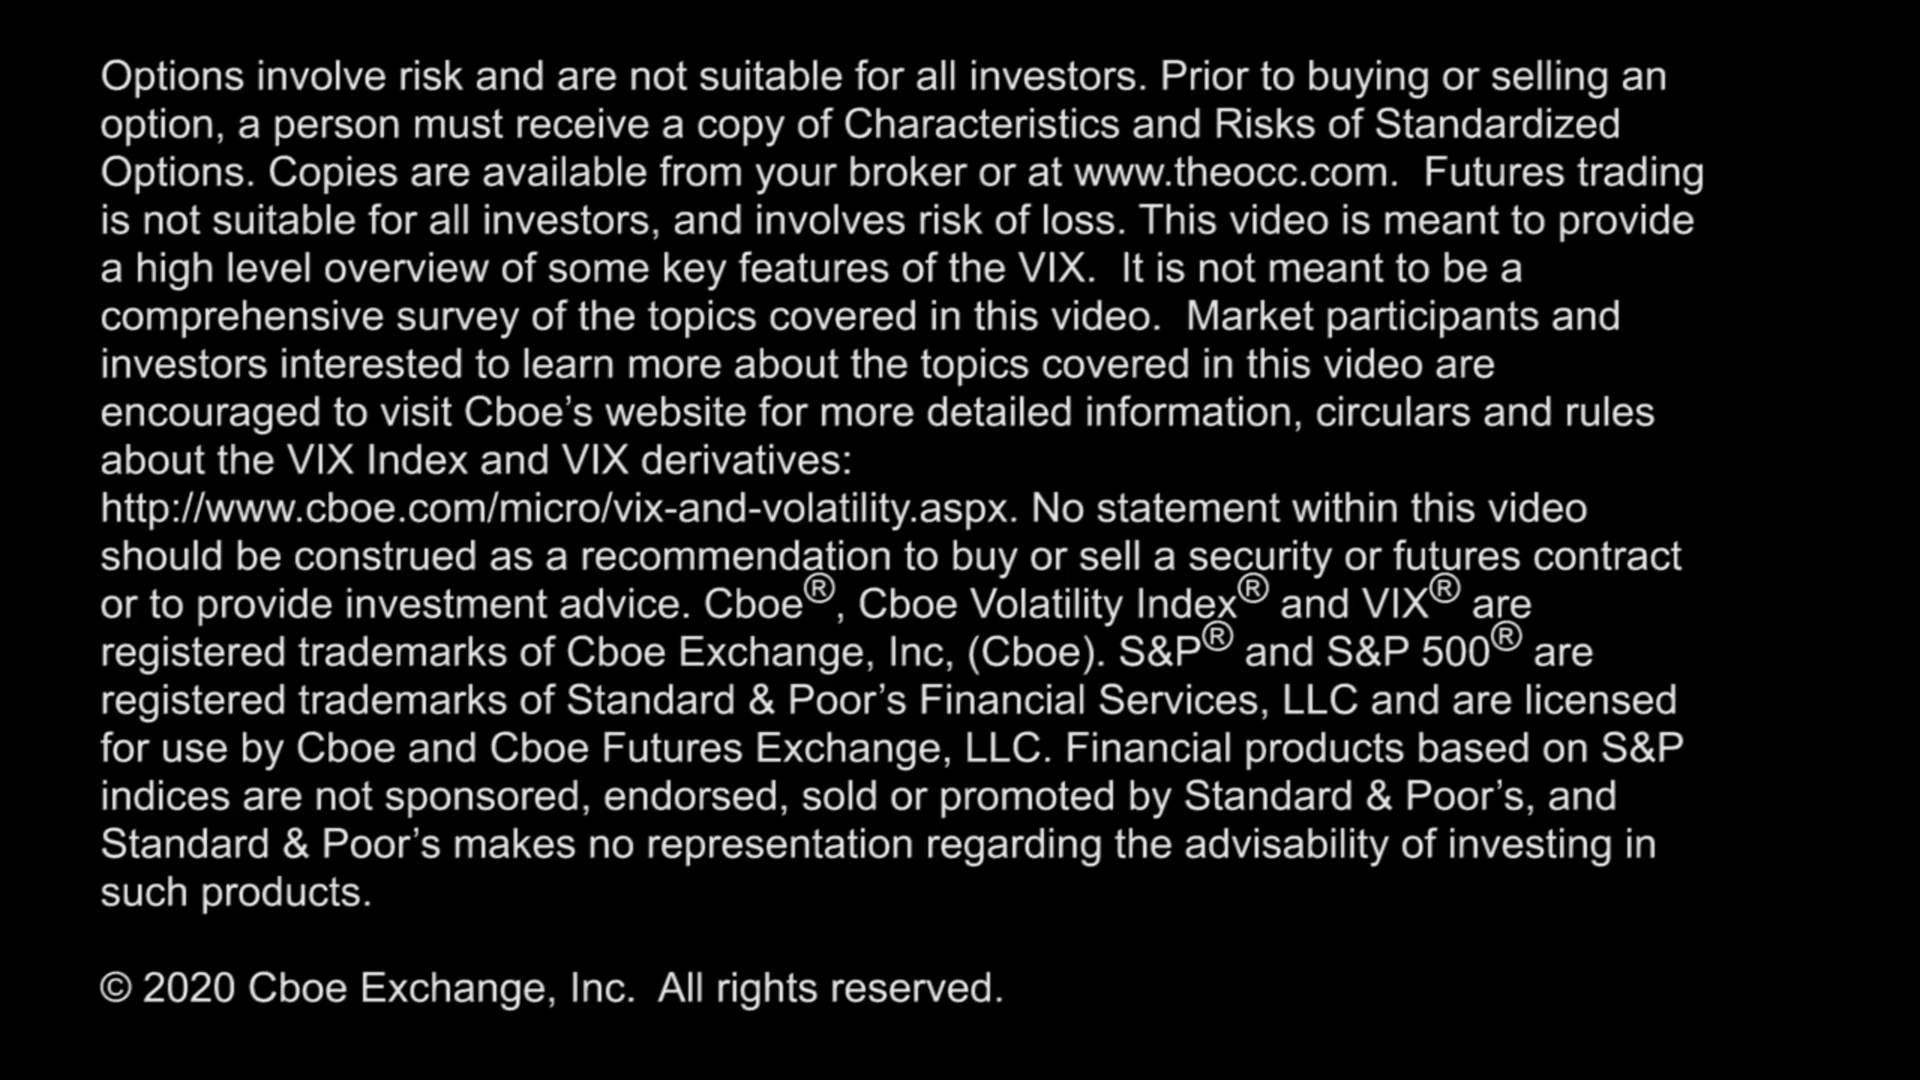 Options involve risk and are not suitable for all investors. Prior to buying or selling an
option, a person must receive a copy of Characteristics and Risks of Standardized
Options. Copies are available from your broker or at www.theocc.com.  Futures trading
is not suitable for all investors, and involves risk of loss. This video is meant to provide
a high level overview of some key features of the VIX.  It is not meant to be a
comprehensive survey of the topics covered in this video.  Market participants and
investors interested to learn more about the topics covered in this video are
encouraged to visit Cboe’s website for more detailed information, circulars and rules
about the VIX Index and VIX derivatives:
http://www.cboe.com/micro/vix-and-volatility.aspx. No statement within this video
should be construed as a recommendation to buy or sell a security or futures contract
or to provide investment advice. Cboe®, Cboe Volatility Index® and VIX® are
registered trademarks of Cboe Exchange, Inc, (Cboe). S&P® and S&P 500® are
registered trademarks of Standard & Poor’s Financial Services, LLC and are licensed
for use by Cboe and Cboe Futures Exchange, LLC. Financial products based on S&P
indices are not sponsored, endorsed, sold or promoted by Standard & Poor’s, and
Standard & Poor’s makes no representation regarding the advisability of investing in
such products.
© 2020 Cboe Exchange, Inc.  All rights reserved.